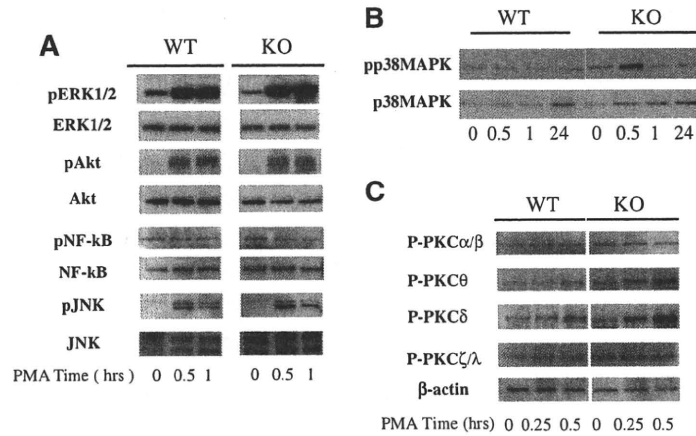 A
WT KO
pERK1/2
ERK1/2
pAkt
Akt
pNF-kB
NF-kB
pJNK
JNK
PMA Time ( hrs) 0 0.5 1 0 0.5 1
B
WT KO
pp38MAPK
p38MAPK
0 0.5 1 24 0 0.5 1 24
C
WT KO
P-PKCα/β
P-PKCθ
P-PKCδ
P-PKCζ/λ
β-actin
PMA Time (hrs) 0 0.25 0.5 0 0.25 0.5